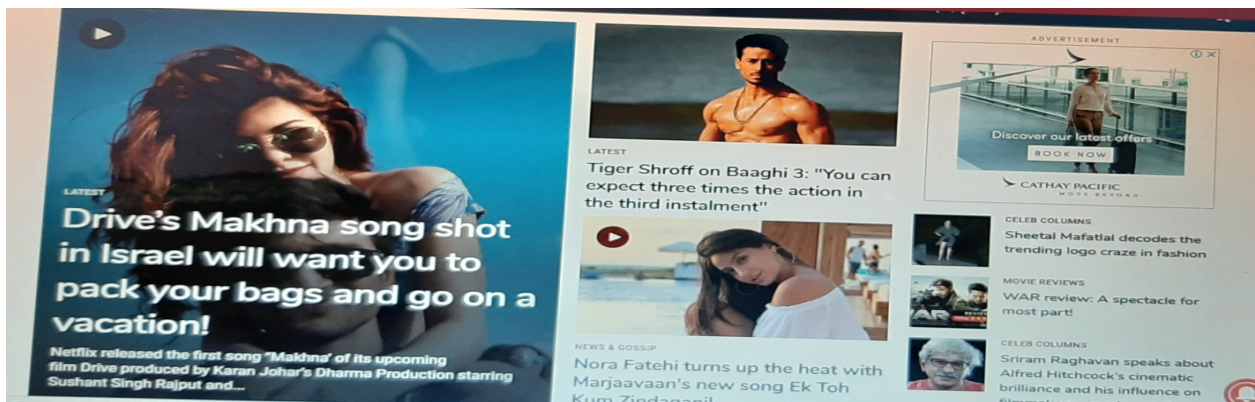 LATEST
Drive's Makhna song shot
in Israel will want you to
pack your bags and go on a
vacation!
Netflix released the first song 'Makhna' of its upcoming
film Drive produced by Karan Johar's Dharma Production starring
Sushant Singh Rajput and...
LATEST
Tiger Shroff on Baaghi 3: "You can
expect three times the action in
the third instalment"
NEWS & GOSSIP
Nora Fatehi turns up the heat with
Marjaavaan's new song Ek Toh
Kum Zindagani!
ADVERTISEMENT
Discover our latest offers
BOOK NOW
CATHAY PACIFIC
MOVE BEYOND
CELEB COLUMNS
Sheetal Mafatlal decodes the
trending logo craze in fashion
MOVIE REVIEWS
WAR review: A spectacle for
most part!
CELEB COLUMNS
Sriram Raghavan speaks about
Alfred Hitchcock's cinematic
brilliance and his influence on